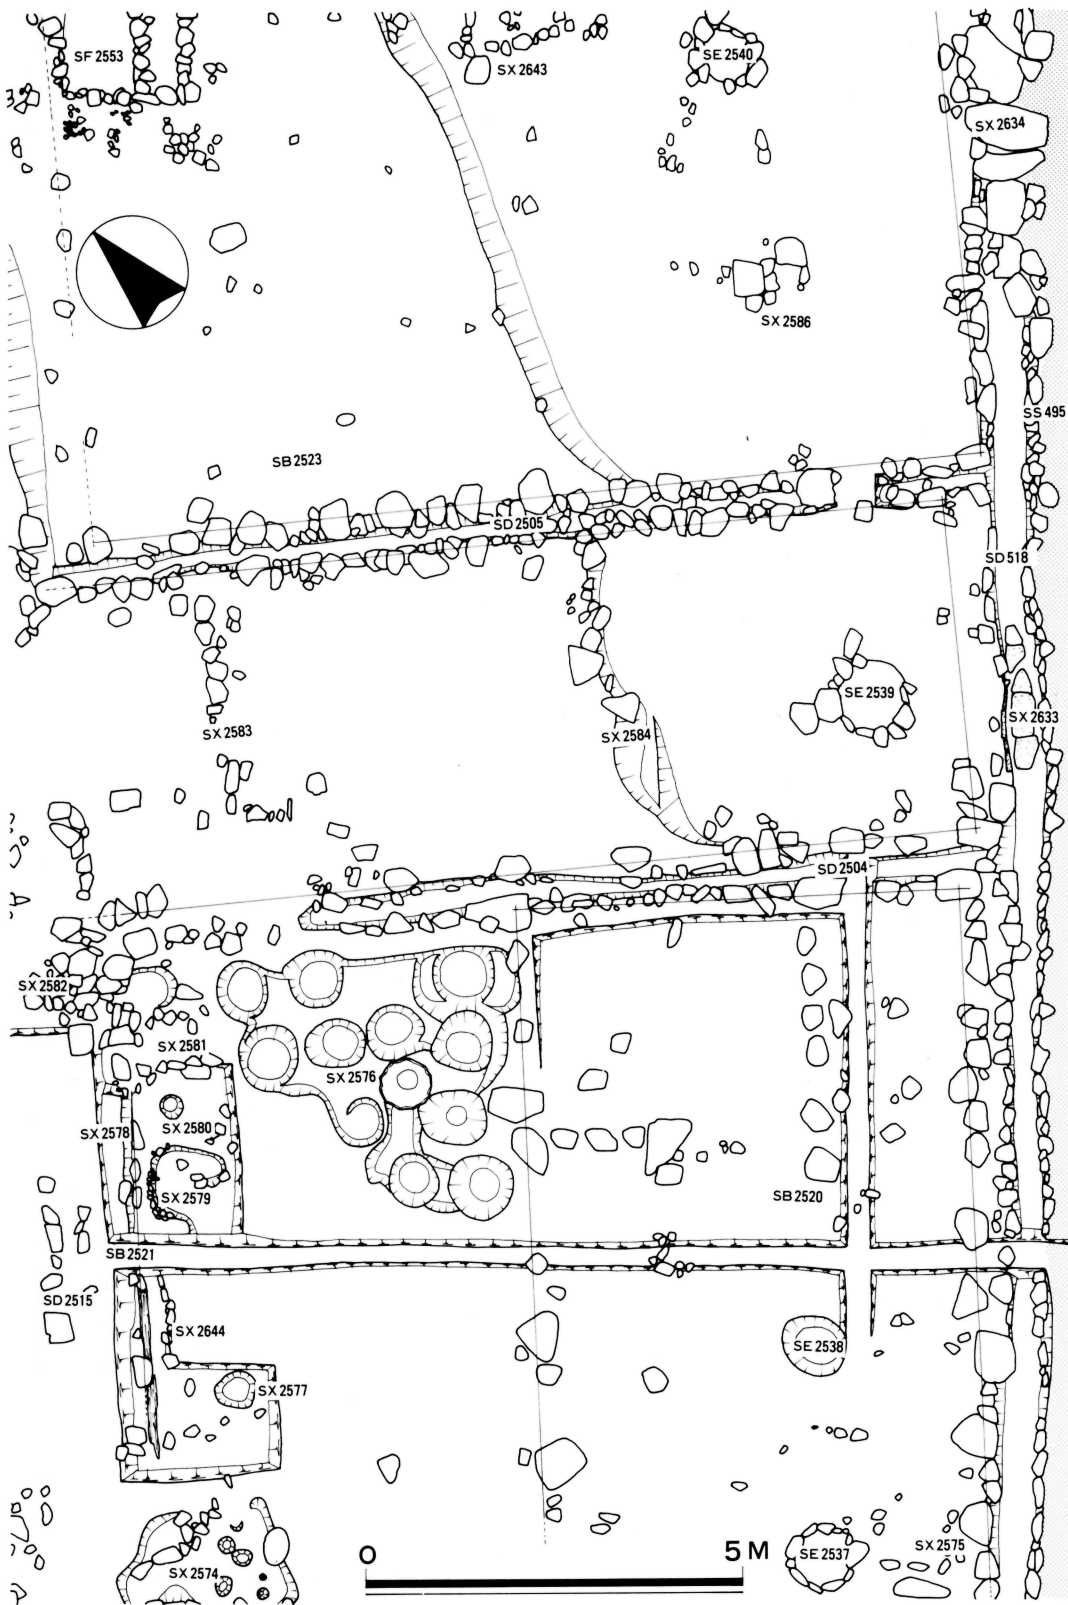 SF 2553
SX 2643
SE 2540
SX 2634
SX 2586
SS 495
SB 2523
SD 2505
SD 518
SE 2539
SX 2583
SX 2584
SX 2633
SD 2504
SX 2582
SX 2581
SX 2576
SX 2578
SX 2580
SX 2579
SB 2520
SB 2521
SD 2515
SX 2644
SE 2538
SX 2577
0 5 M
SE 2537
SX 2575
SX 2574